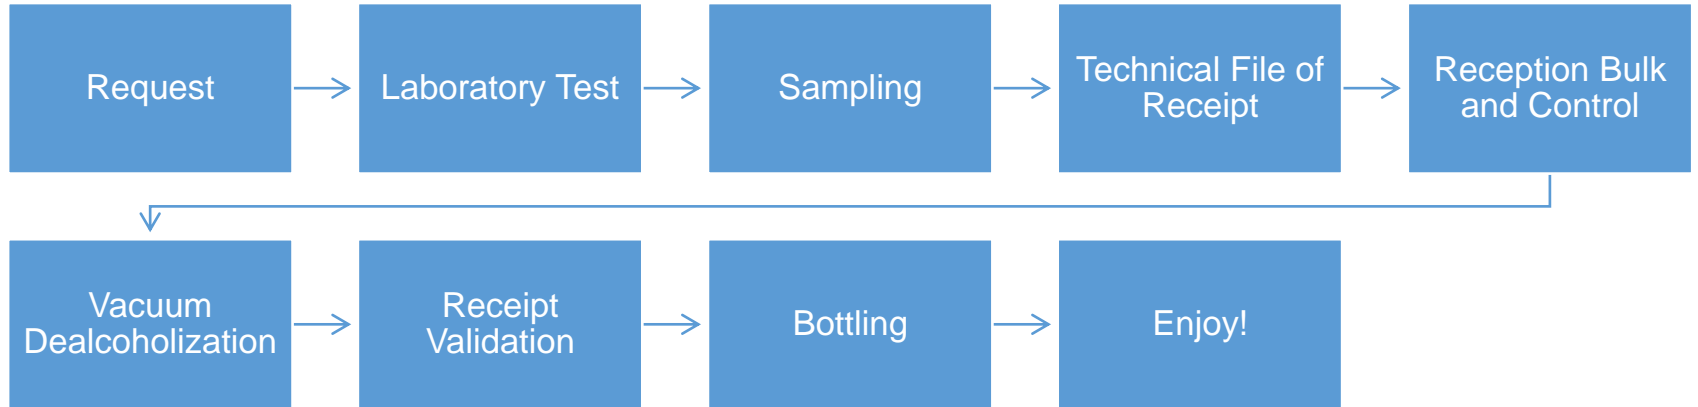 Request
Laboratory Test
Sampling
Technical File of
Receipt
Reception Bulk
and Control
Vacuum
Dealcoholization
Receipt
Validation
Bottling
Enjoy!